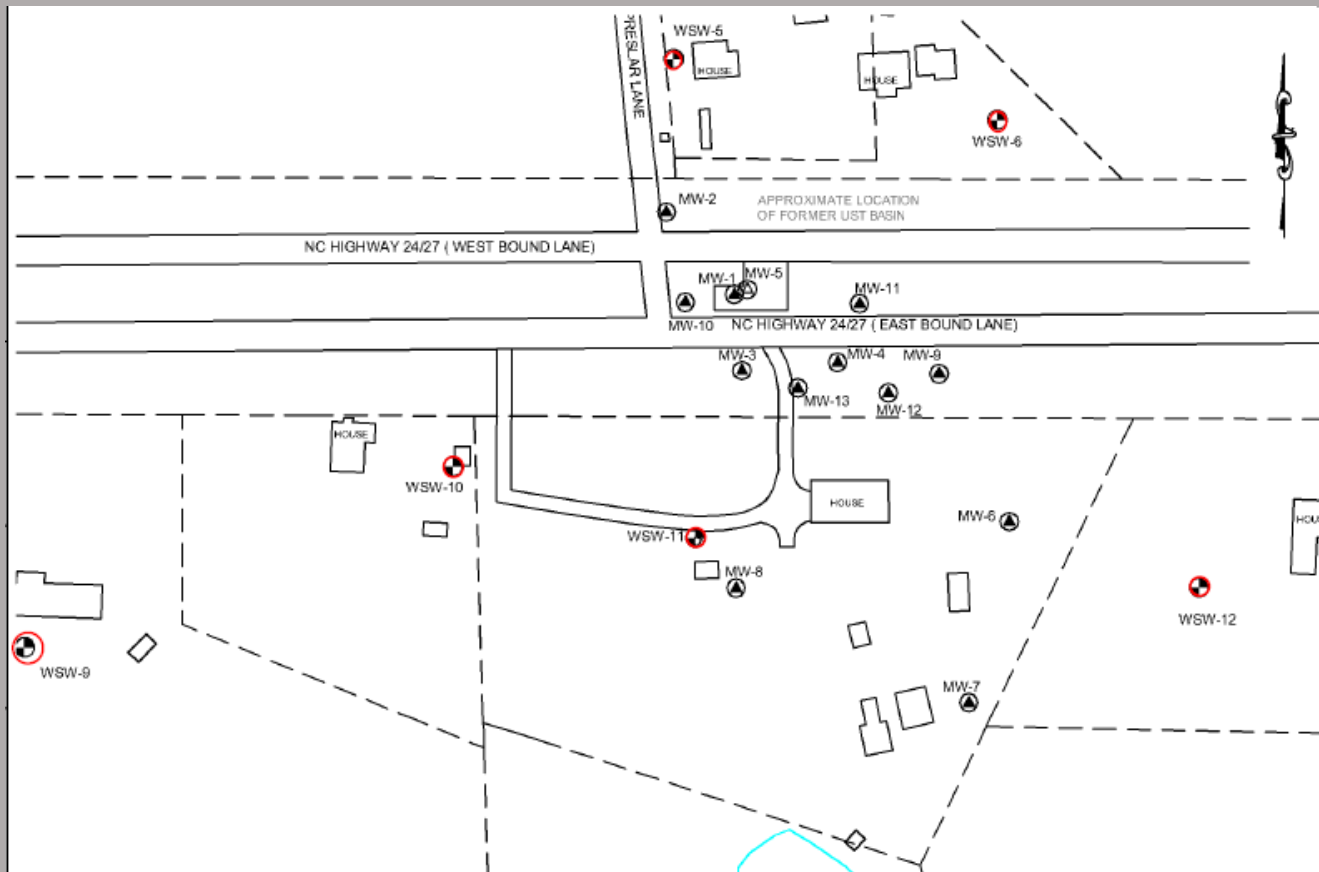 WSW-5
PRESLAR LANE
HOUSE
HOUSE
WSW-6
MW-2
APPROXIMATE LOCATION
OF FORMER UST BASIN
NC HIGHWAY 24/27 ( WEST BOUND LANE)
MW-1
MW-5
MW-11
MW-10
NC HIGHWAY 24/27 ( EAST BOUND LANE)
MW-3
MW-4
MW-9
MW-13
MW-12
HOUSE
WSW-10
HOUSE
MW-6
HOU
WSW-11
MW-8
WSW-12
WSW-9
MW-7